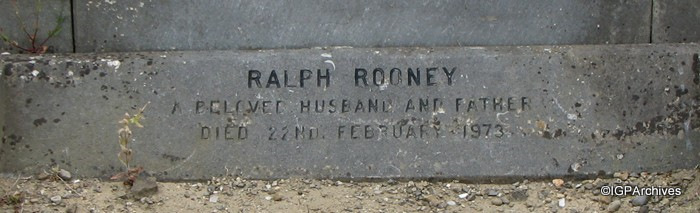 RALPH ROONEY
A BELOVED HUSBAND AND FATHER
DIED 22ND. FEBRUARY 1973
©IGPArchives